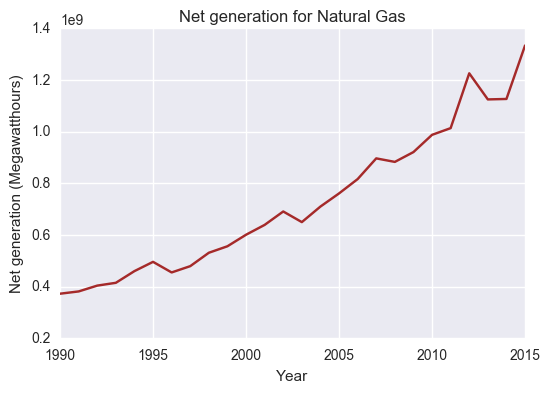 Net generation for Natural Gas
1e9
1.4
1.2
1.0
0.8
0.6
0.4
0.2
Net generation (Megawatthours)
1990 1995 2000 2005 2010 2015
Year